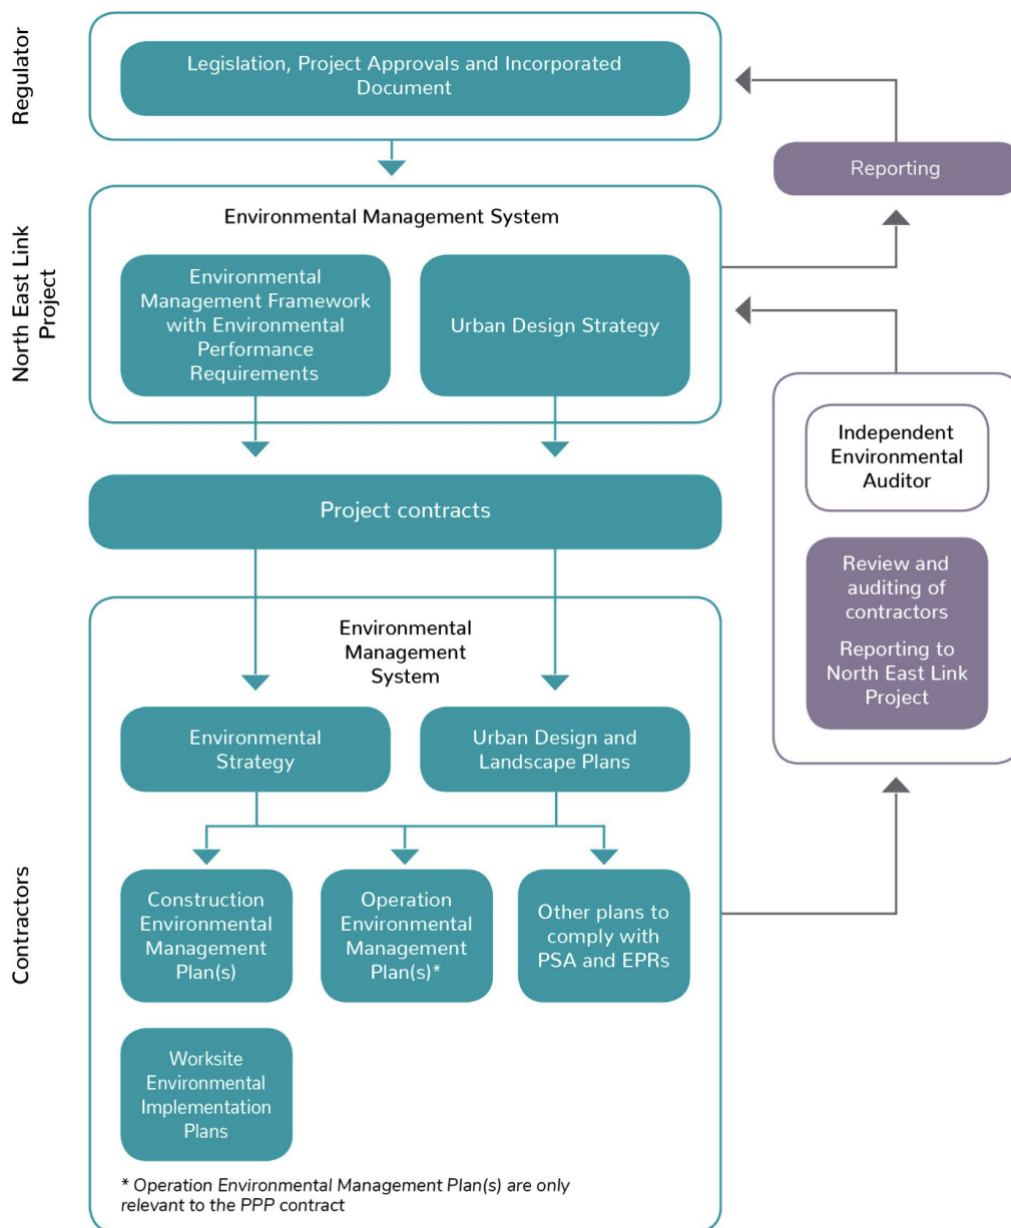 Regulator
Legislation, Project Approvals and Incorporated
Document
Reporting
North East Link
Project
Environmental Management System
Environmental
Management Framework
with Environmental
Performance
Requirements
Urban Design Strategy
Independent
Environmental
Auditor
Review and
auditing of
contractors
Reporting to
North East Link
Project
Project contracts
Contractors
Environmental
Management
System
Environmental
Strategy
Urban Design and
Landscape Plans
Construction
Environmental
Management
Plan(s)
Operation
Environmental
Management
Plan(s)*
Other plans to
comply with
PSA and EPRs
Worksite
Environmental
Implementation
Plans
* Operation Environmental Management Plan(s) are only
relevant to the PPP contract